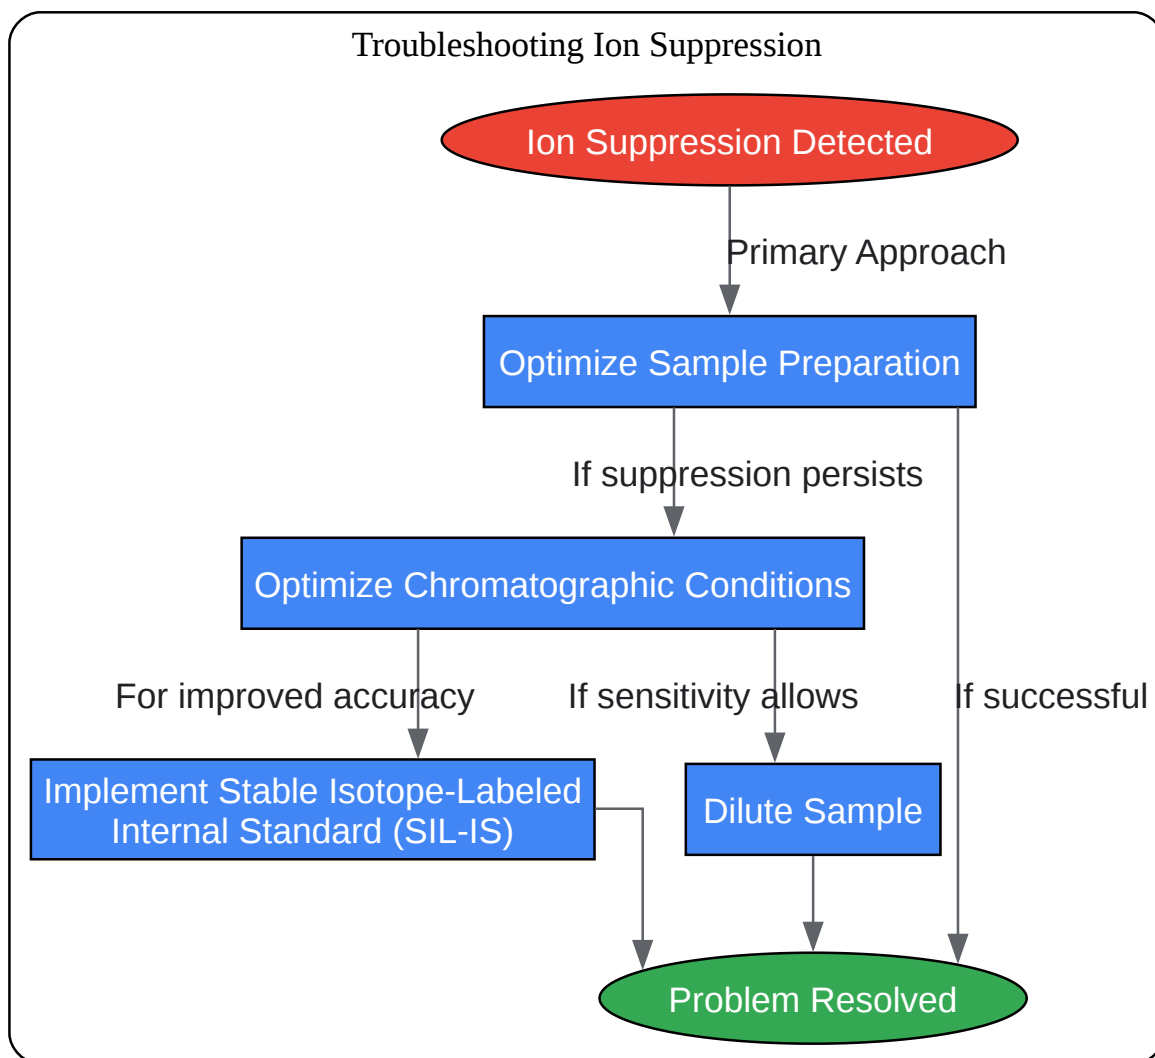 Troubleshooting Ion Suppression
Ion Suppression Detected
Primary Approach
Optimize Sample Preparation
If suppression persists
Optimize Chromatographic Conditions
For improved accuracy
If sensitivity allows
If successful
Implement Stable Isotope-Labeled
Internal Standard (SIL-IS)
Dilute Sample
Problem Resolved